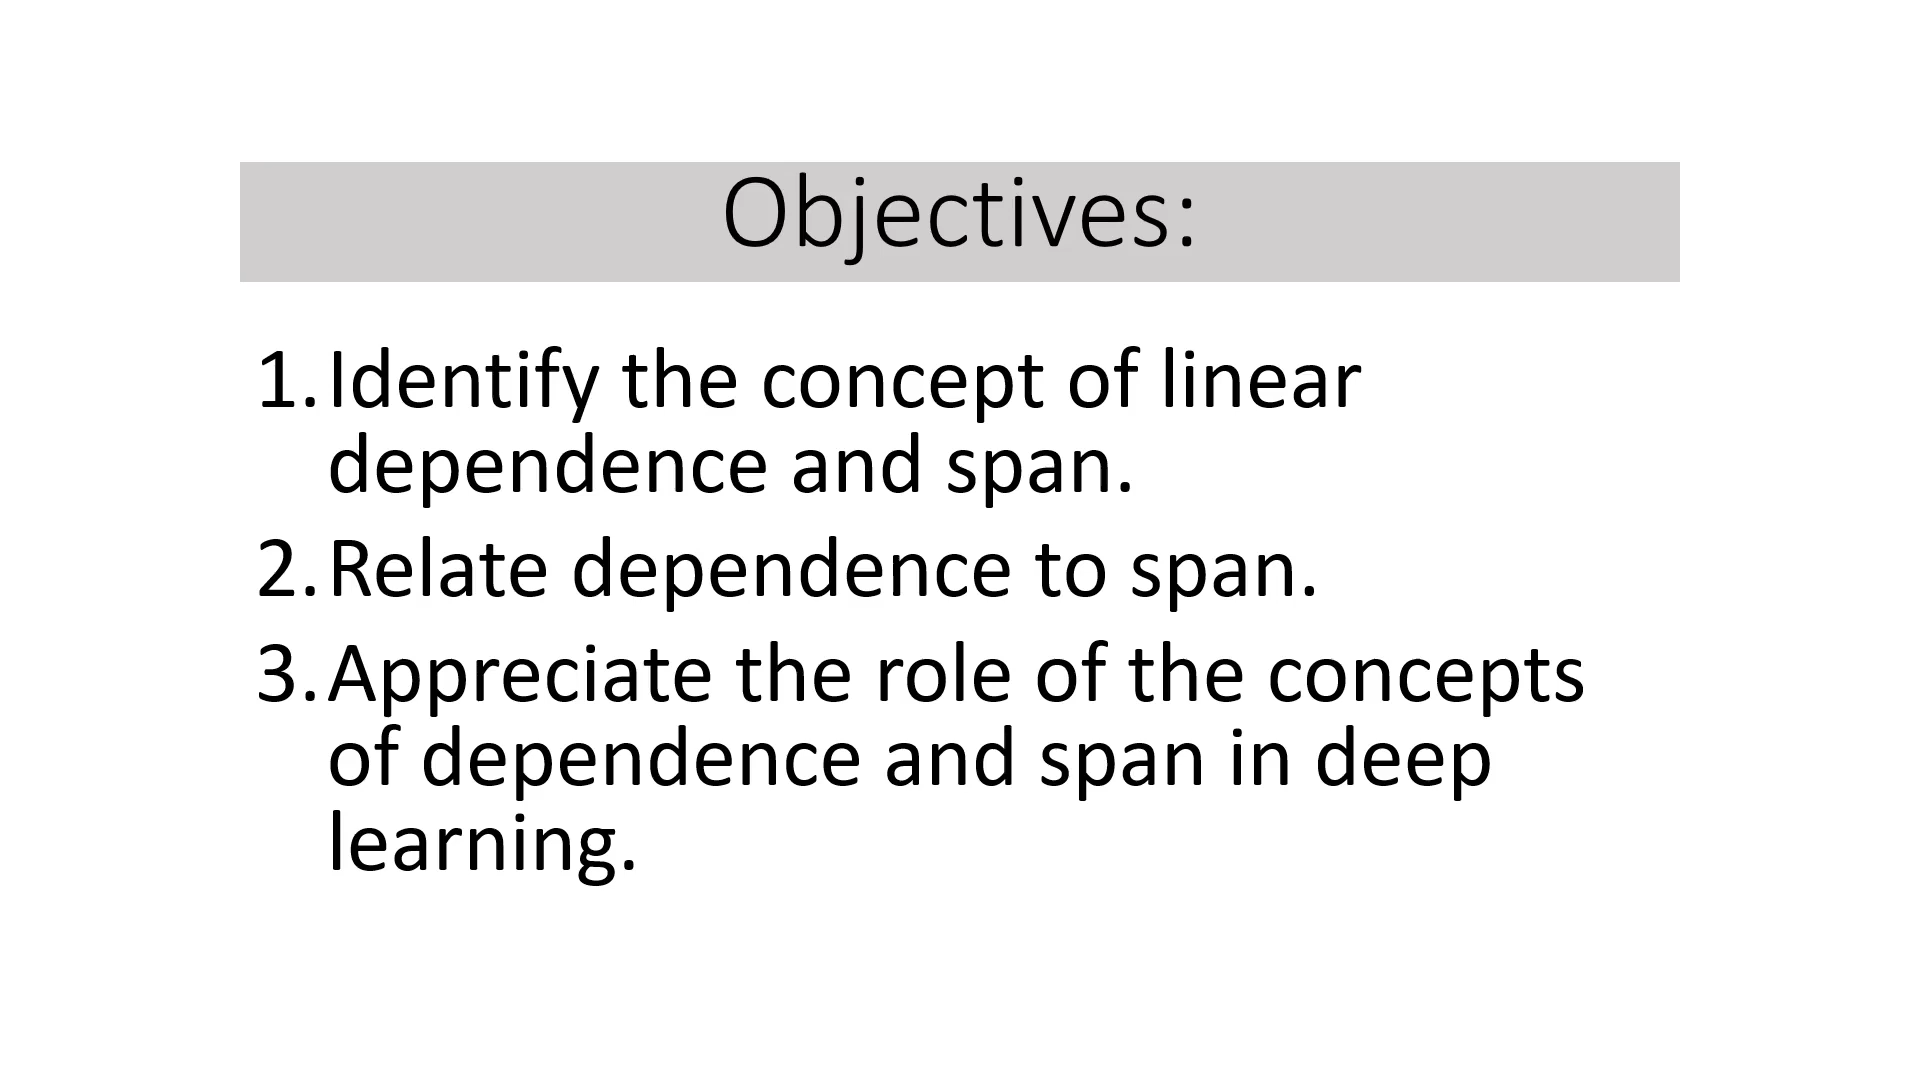 Objectives:
1. Identify the concept of linear
dependence and span.
2. Relate dependence to span.
3. Appreciate the role of the concepts
of dependence and span in deep
learning.